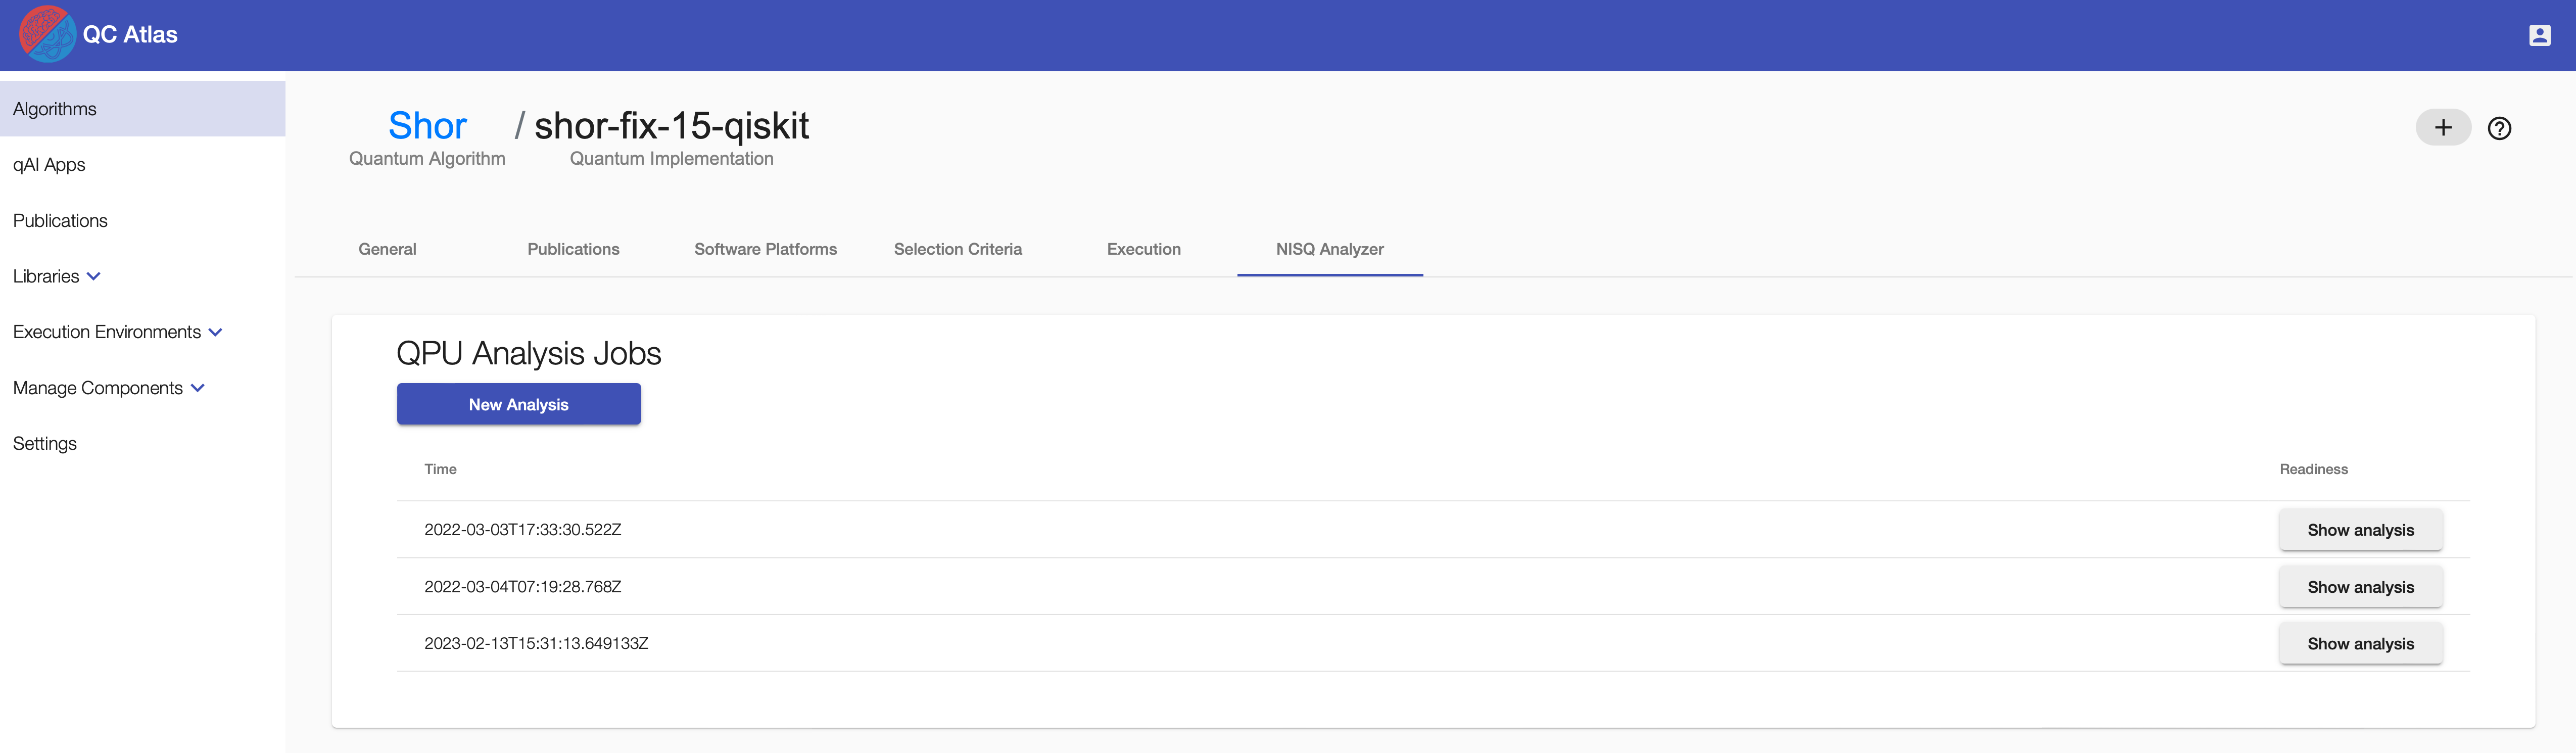 QC Atlas
Algorithms
qAI Apps
Publications
Libraries
Execution Environments
Manage Components
Settings
Shor / shor-fix-15-qiskit
Quantum Algorithm Quantum Implementation
+ ?
General Publications Software Platforms Selection Criteria Execution NISQ Analyzer
QPU Analysis Jobs
New Analysis
Time Readiness
2022-03-03T17:33:30.522Z Show analysis
2022-03-04T07:19:28.768Z Show analysis
2023-02-13T15:31:13.649133Z Show analysis